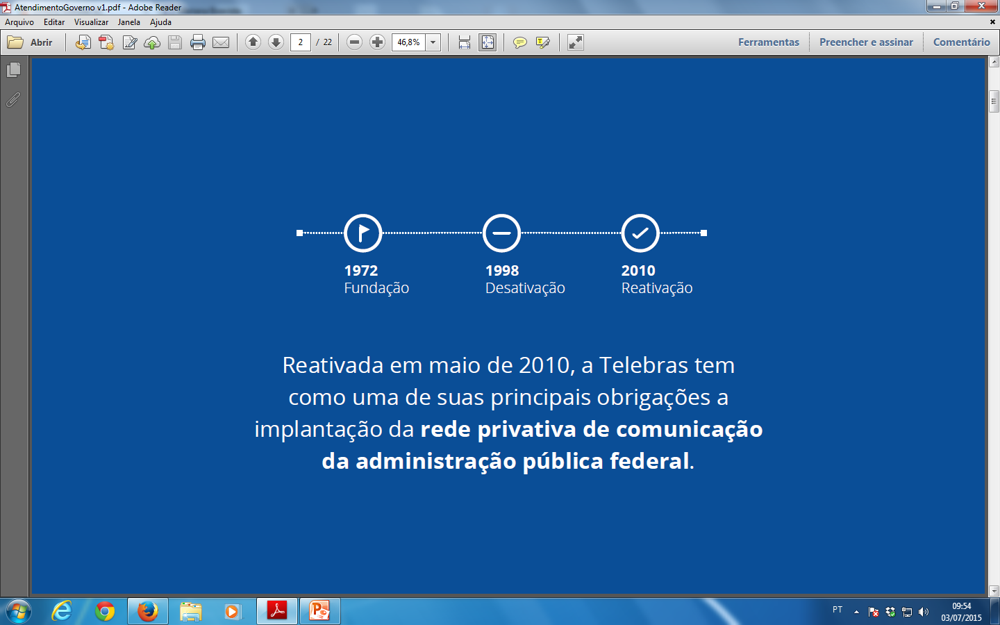 AtendimentoGoverno v1.pdf - Adobe Reader
Arquivo Editar Visualizar Janela Ajuda
Abrir 2 / 22 46,8% Ferramentas Preencher e assinar Comentário
1972 1998 2010
Fundação Desativação Reativação
Reativada em maio de 2010, a Telebras tem
como uma de suas principais obrigações a
implantação da rede privativa de comunicação
da administração pública federal.
PT 09:54
03/07/2015